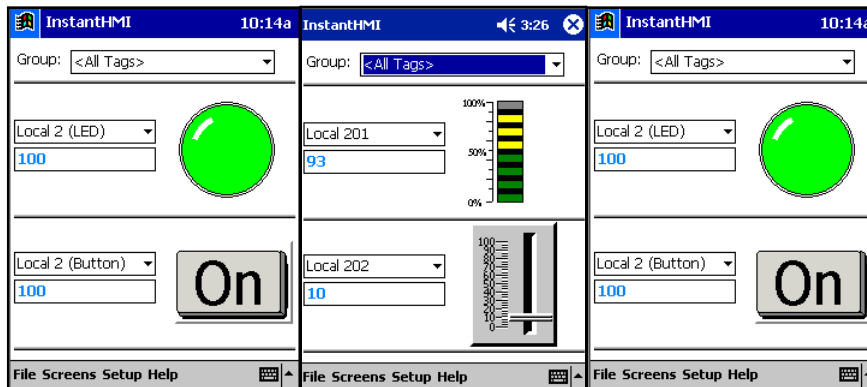 InstantHMI 10:14a
Group: <All Tags>
Local 2 (LED)
100
Local 2 (Button)
100
On
File Screens Setup Help
InstantHMI 3:26
Group: <All Tags>
Local 201
93
100%
50%
0%
Local 202
10
100
90
80
70
60
50
40
30
20
10
0
File Screens Setup Help
InstantHMI 10:14a
Group: <All Tags>
Local 2 (LED)
100
Local 2 (Button)
100
On
File Screens Setup Help